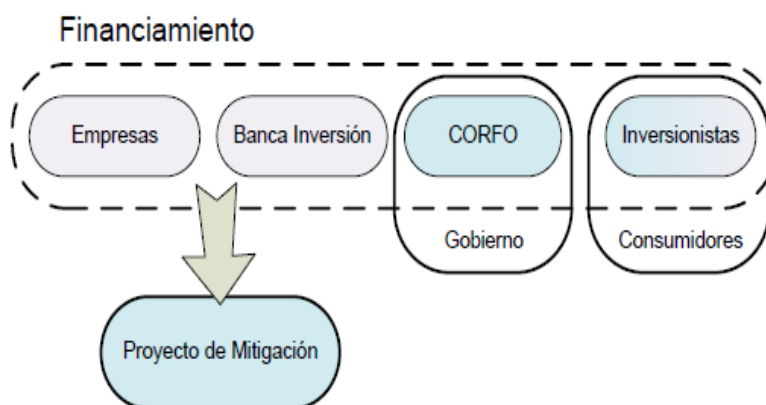 Financiamiento
Empresas
Banca Inversión
CORFO
Inversionistas
Gobierno
Consumidores
Proyecto de Mitigación